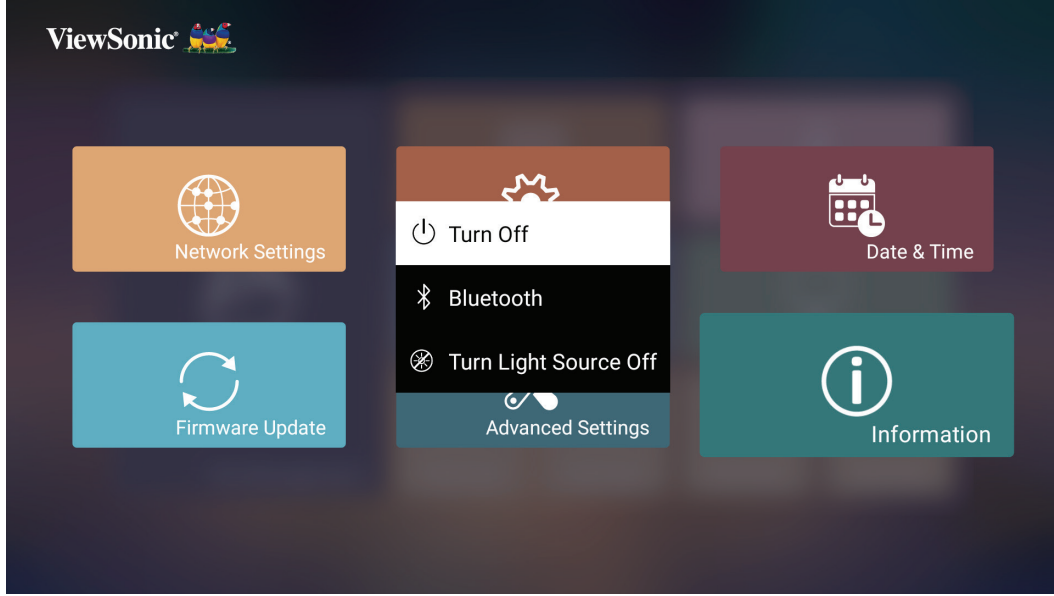 ViewSonic®
Network Settings
Turn Off
Date & Time
Bluetooth
Turn Light Source Off
Firmware Update
Advanced Settings
Information